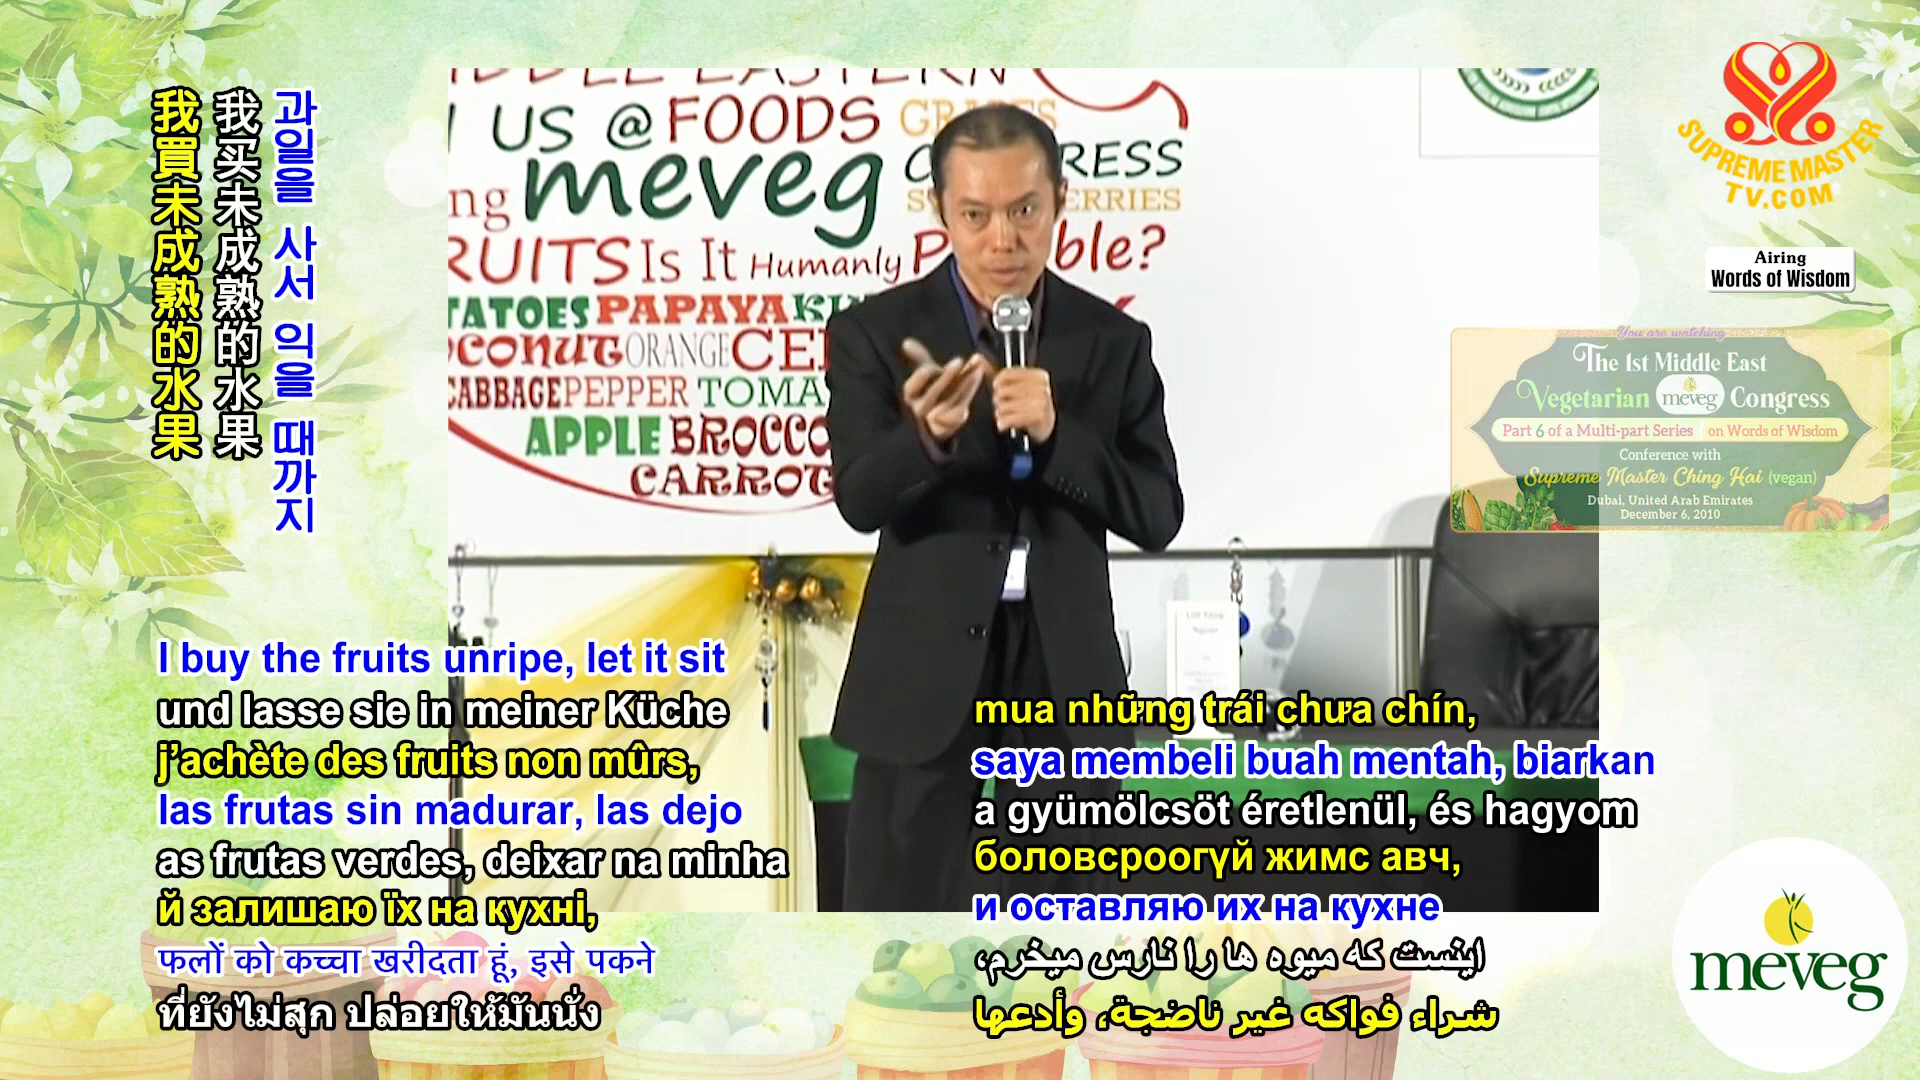 我買未成熟的水果
我买未成熟的水果
과일을 사서 익을 때까지
MIDDLE EASTERN
US @ FOODS
meveg
FRUITS Is It Humanly
PAPAYA
COCONUT ORANGE
CABBAGE PEPPER
APPLE
CARROT
SUPREME MASTER
TV.COM
Airing
Words of Wisdom
You are watching
The 1st Middle East
Vegetarian meveg Congress
Part 6 of a Multi-part Series on Words of Wisdom
Conference with
Supreme Master Ching Hai (vegan)
Dubai, United Arab Emirates
December 6, 2010
I buy the fruits unripe, let it sit
und lasse sie in meiner Küche
j’achète des fruits non mûrs,
las frutas sin madurar, las dejo
as frutas verdes, deixar na minha
й залишаю їх на кухні,
फलों को कच्चा खरीदता हूं, इसे पकने
ที่ยังไม่สุก ปล่อยให้มันนั่ง
mua những trái chưa chín,
saya membeli buah mentah, biarkan
a gyümölcsöt éretlenül, és hagyom
боловсроогүй жимс авч,
и оставляю их на кухне
اینست که میوه ها را نارس میخرم،
شراء فواكه غير ناضجة، وأدعها
meveg